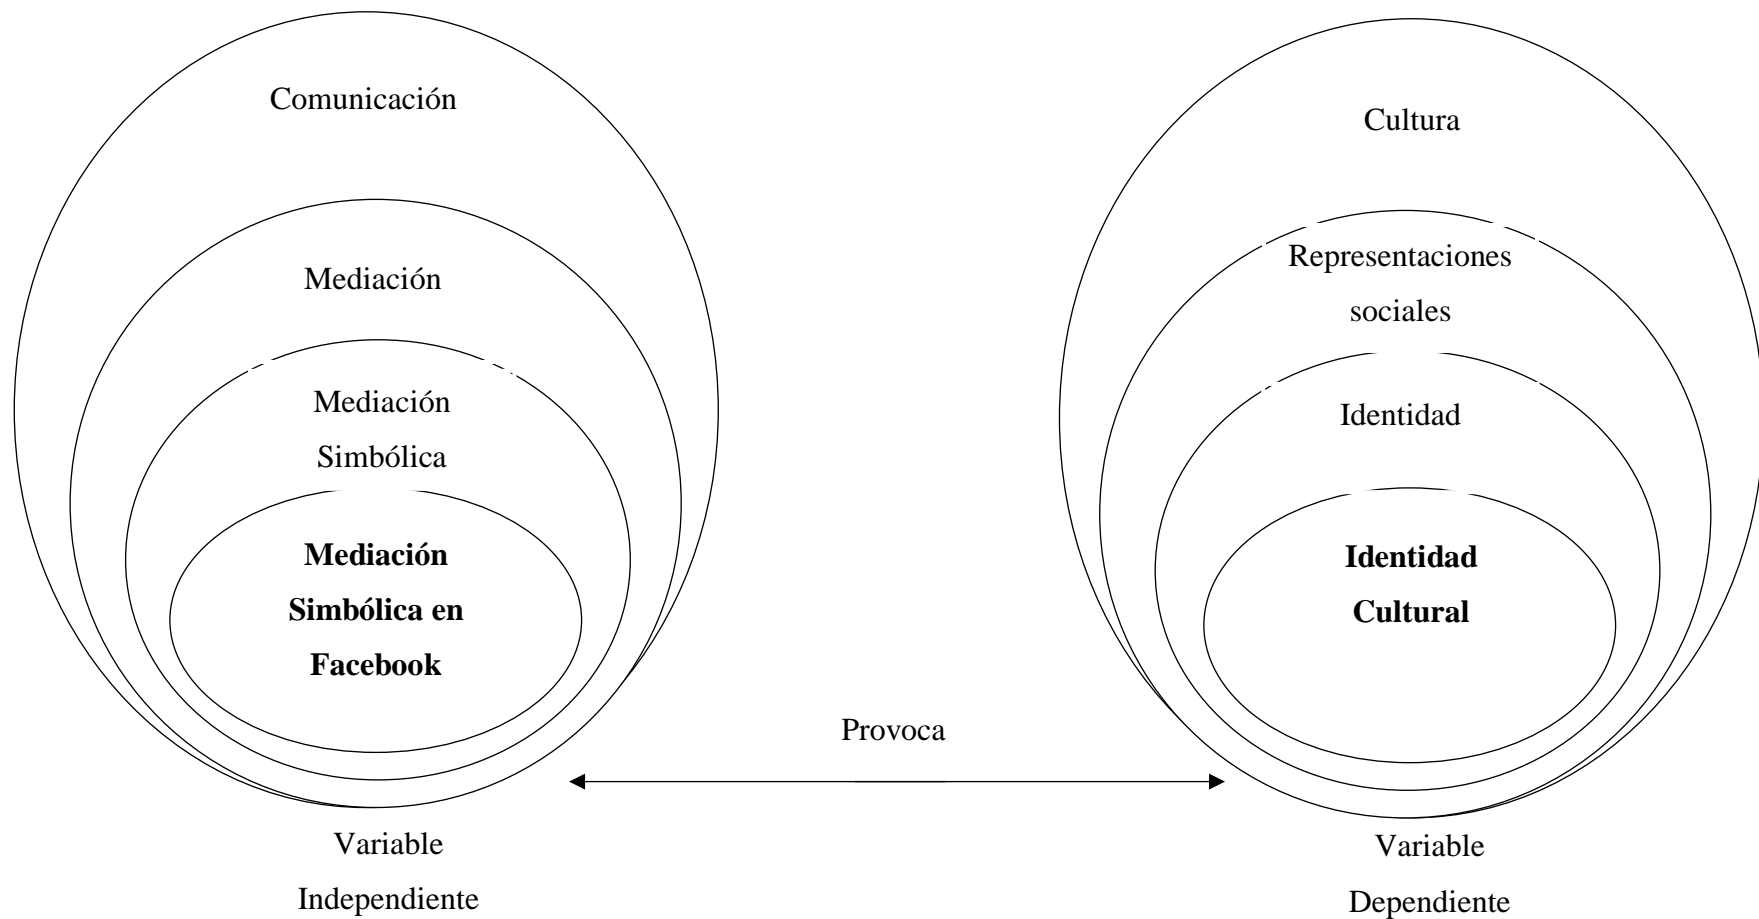 Comunicación
Mediación
Mediación
Simbólica
Mediación
Simbólica en
Facebook
Variable
Independiente
Provoca
Cultura
Representaciones
sociales
Identidad
Identidad
Cultural
Variable
Dependiente